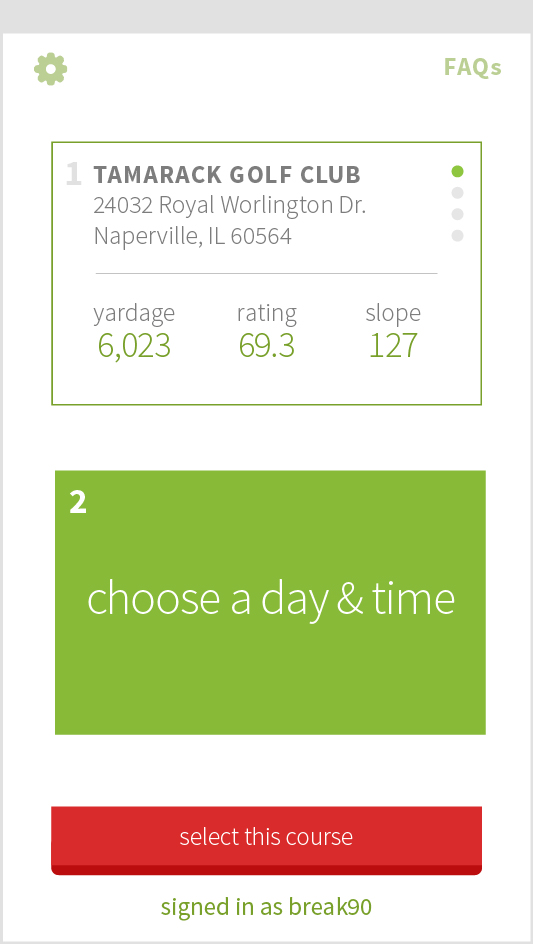 FAQs
1 TAMARACK GOLF CLUB
24032 Royal Worlington Dr.
Naperville, IL 60564
yardage rating slope
6,023 69.3 127
2
choose a day & time
select this course
signed in as break90